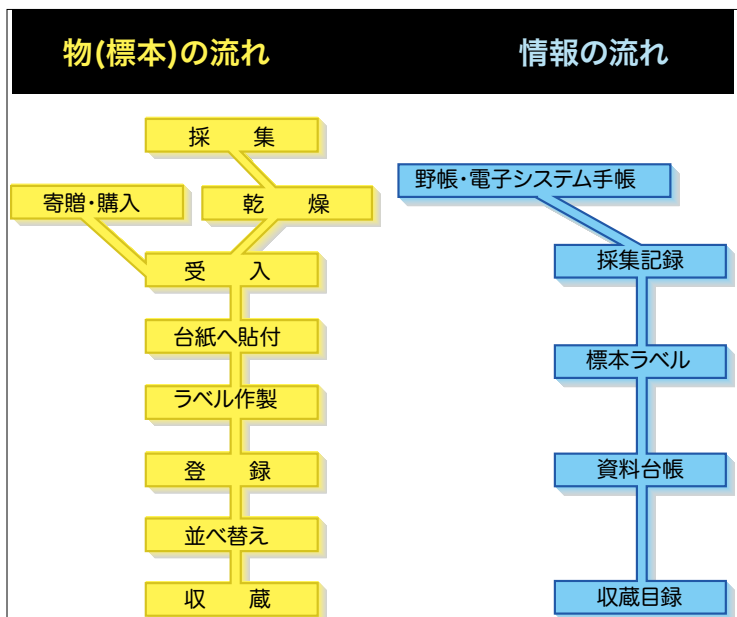 物(標本)の流れ
採　集
寄贈・購入
乾　燥
受　入
台紙へ貼付
ラベル作製
登　録
並べ替え
収　蔵
情報の流れ
野帳・電子システム手帳
採集記録
標本ラベル
資料台帳
収蔵目録